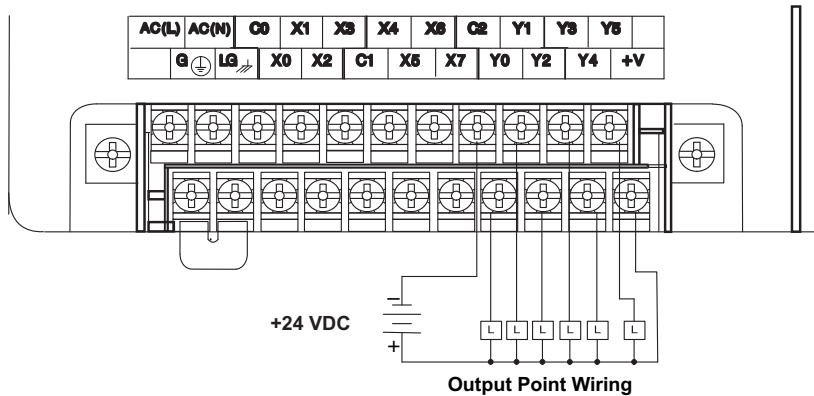 AC(L) AC(N) C0 X1 X3 X4 X6 C2 Y1 Y3 Y5
G LG X0 X2 C1 X5 X7 Y0 Y2 Y4 +V
−
+24 VDC
+
L L L L L L
Output Point Wiring